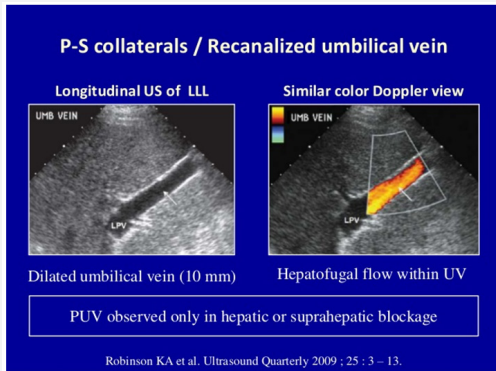 P-S collaterals / Recanalized umbilical vein
Longitudinal US of LLL
Similar color Doppler view
UMB VEIN
LPV
UMB VEIN
LPV
Dilated umbilical vein (10 mm)
Hepatofugal flow within UV
PUV observed only in hepatic or suprahepatic blockage
Robinson KA et al. Ultrasound Quarterly 2009 ; 25 : 3 – 13.